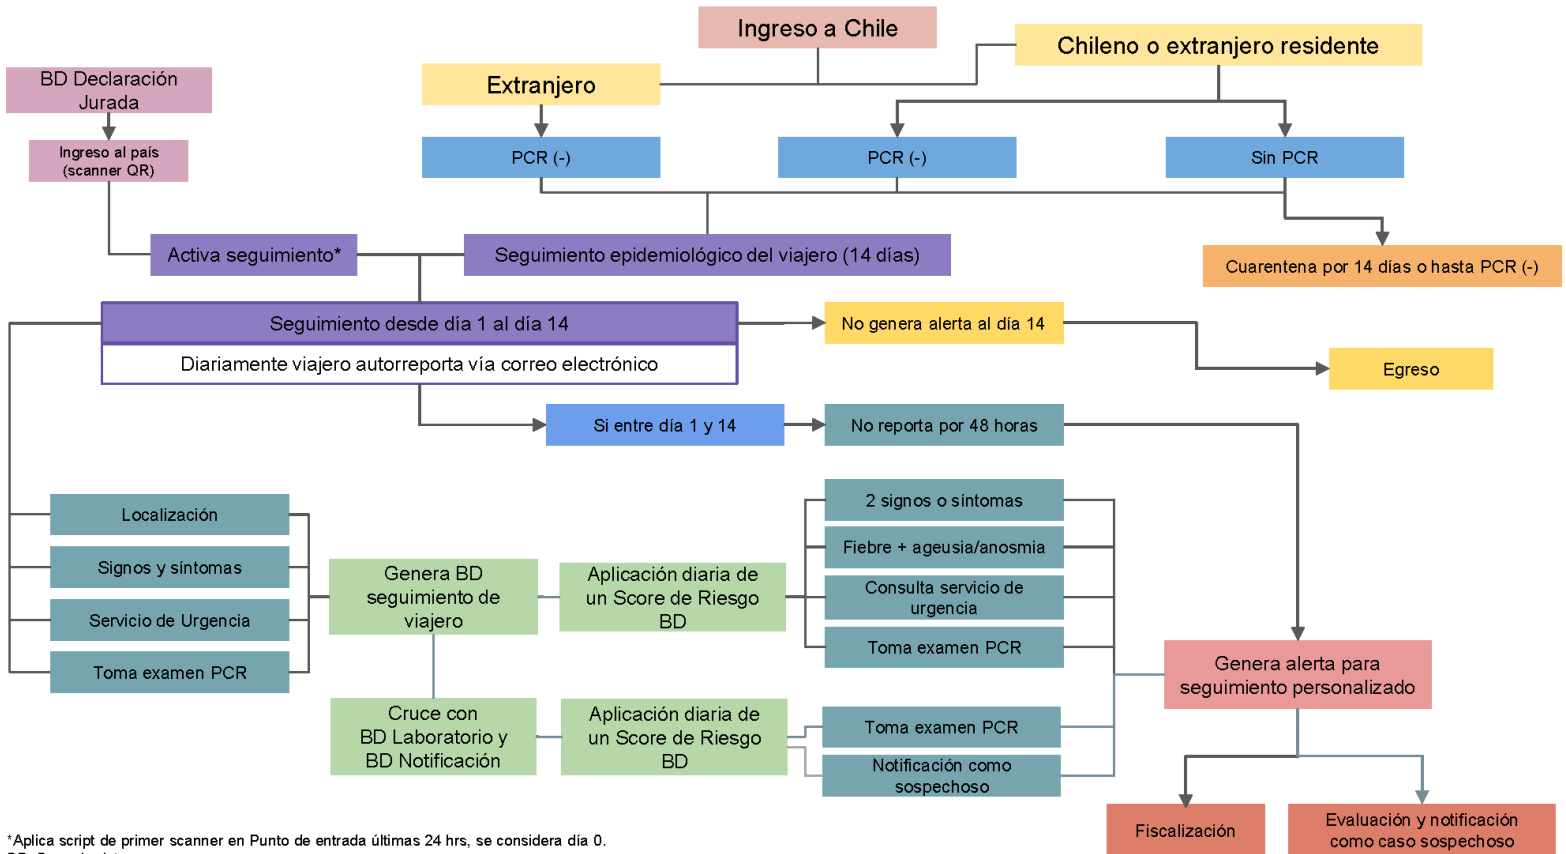 Ingreso a Chile
Chileno o extranjero residente
BD Declaración
Jurada
Extranjero
Ingreso al país
(scanner QR)
PCR (-)
PCR (-)
Sin PCR
Activa seguimiento*
Seguimiento epidemiológico del viajero (14 días)
Cuarentena por 14 días o hasta PCR (-)
Seguimiento desde día 1 al día 14
Diariamente viajero autorreporta vía correo electrónico
No genera alerta al día 14
Egreso
Si entre día 1 y 14
No reporta por 48 horas
Localización
Signos y síntomas
Servicio de Urgencia
Toma examen PCR
Genera BD
seguimiento de
viajero
Aplicación diaria de
un Score de Riesgo
BD
2 signos o síntomas
Fiebre + ageusia/anosmia
Consulta servicio de
urgencia
Toma examen PCR
Genera alerta para
seguimiento personalizado
Cruce con
BD Laboratorio y
BD Notificación
Aplicación diaria de
un Score de Riesgo
BD
Toma examen PCR
Notificación como
sospechoso
Fiscalización
Evaluación y notificación
como caso sospechoso
*Aplica script de primer scanner en Punto de entrada últimas 24 hrs, se considera día 0.